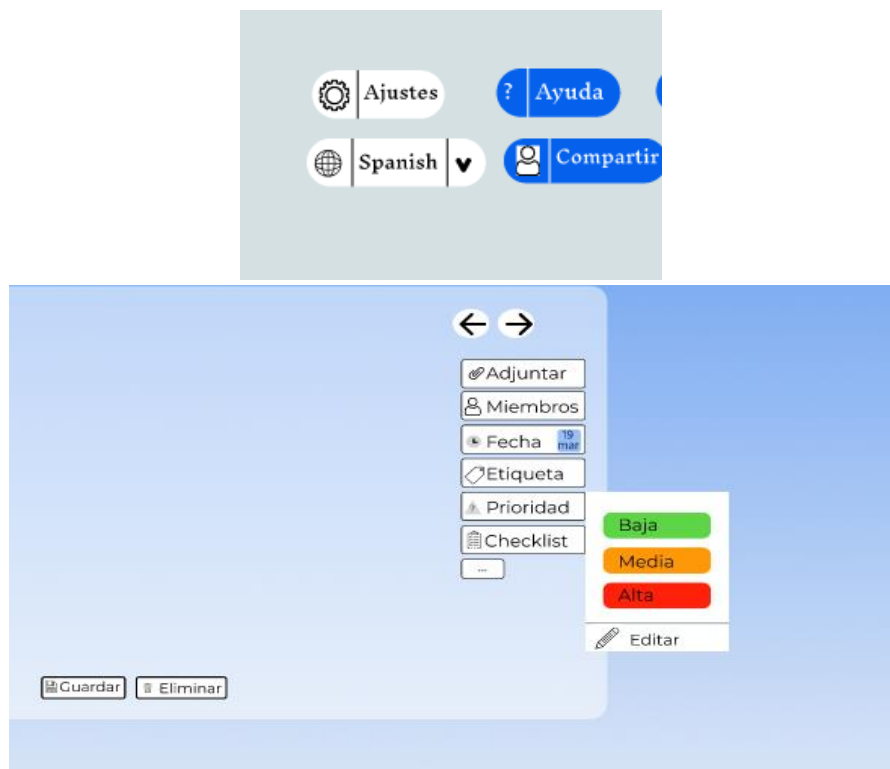 Ajustes
? Ayuda
Spanish
Compartir
Adjuntar
Miembros
Fecha 19 mar
Etiqueta
Prioridad
Checklist
...
Baja
Media
Alta
Editar
Guardar
Eliminar